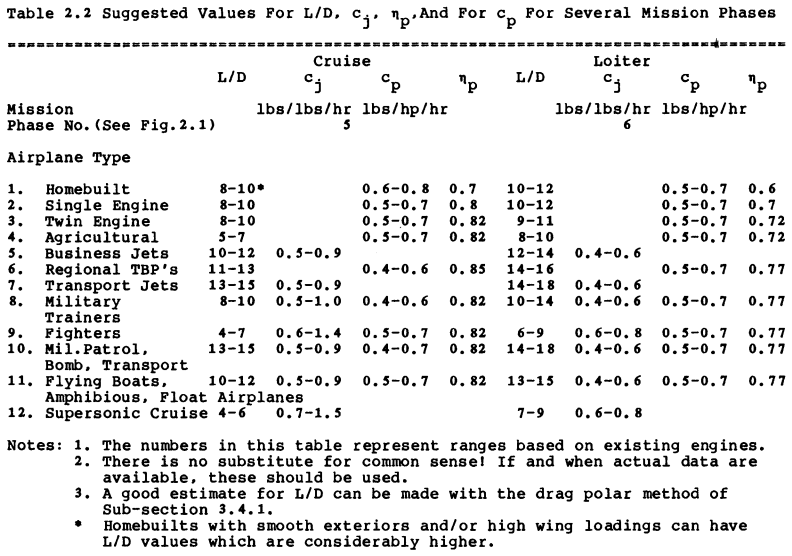 Table 2.2 Suggested Values For L/D, cj, ηp,And For cp For Several Mission Phases
Cruise Loiter
L/D cj cp ηp L/D cj cp ηp
Mission lbs/lbs/hr lbs/hp/hr lbs/lbs/hr lbs/hp/hr
Phase No.(See Fig.2.1) 5 6
Airplane Type
1. Homebuilt 8-10* 0.6-0.8 0.7 10-12 0.5-0.7 0.6
2. Single Engine 8-10 0.5-0.7 0.8 10-12 0.5-0.7 0.7
3. Twin Engine 8-10 0.5-0.7 0.82 9-11 0.5-0.7 0.72
4. Agricultural 5-7 0.5-0.7 0.82 8-10 0.5-0.7 0.72
5. Business Jets 10-12 0.5-0.9 12-14 0.4-0.6
6. Regional TBP's 11-13 0.4-0.6 0.85 14-16 0.5-0.7 0.77
7. Transport Jets 13-15 0.5-0.9 14-18 0.4-0.6
8. Military 8-10 0.5-1.0 0.4-0.6 0.82 10-14 0.4-0.6 0.5-0.7 0.77
Trainers
9. Fighters 4-7 0.6-1.4 0.5-0.7 0.82 6-9 0.6-0.8 0.5-0.7 0.77
10. Mil.Patrol, 13-15 0.5-0.9 0.4-0.7 0.82 14-18 0.4-0.6 0.5-0.7 0.77
Bomb, Transport
11. Flying Boats, 10-12 0.5-0.9 0.5-0.7 0.82 13-15 0.4-0.6 0.5-0.7 0.77
Amphibious, Float Airplanes
12. Supersonic Cruise 4-6 0.7-1.5 7-9 0.6-0.8
Notes: 1. The numbers in this table represent ranges based on existing engines.
2. There is no substitute for common sense! If and when actual data are
available, these should be used.
3. A good estimate for L/D can be made with the drag polar method of
Sub-section 3.4.1.
* Homebuilts with smooth exteriors and/or high wing loadings can have
L/D values which are considerably higher.